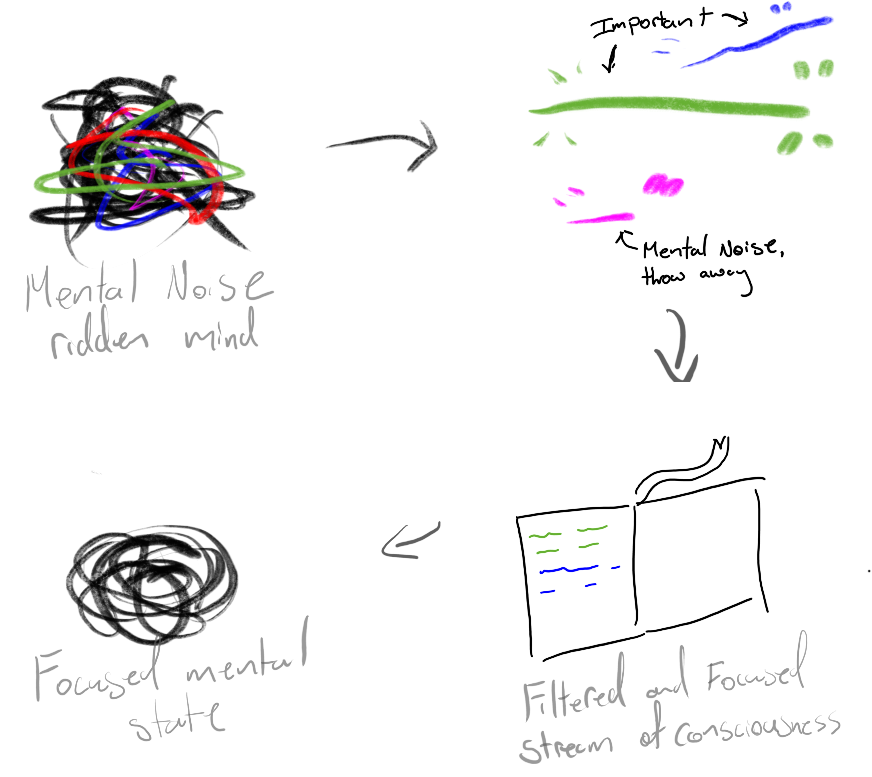 Important
Mental Noise,
throw away
Mental Noise
ridden mind
Focused mental
state
Filtered and Focused
stream of consciousness